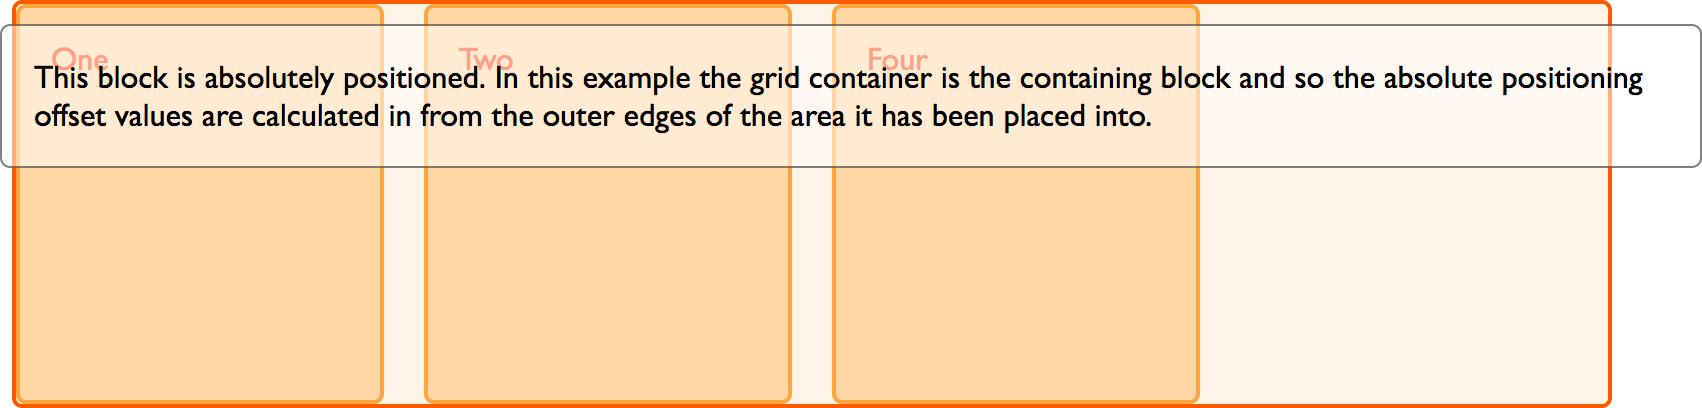 One
Two
Four
This block is absolutely positioned. In this example the grid container is the containing block and so the absolute positioning
offset values are calculated in from the outer edges of the area it has been placed into.